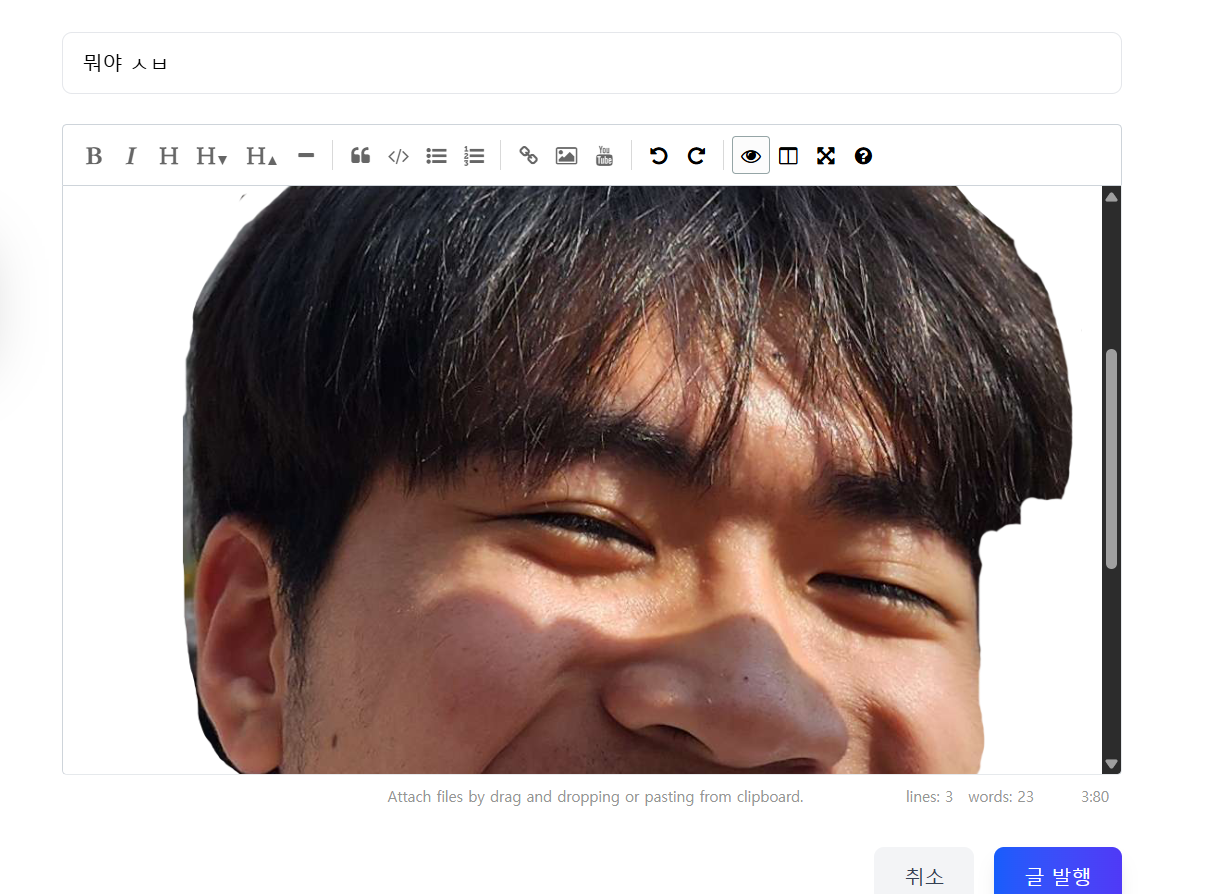 뭐야 ㅅㅂ
B I H H▼ H▲
You Tube
Attach files by drag and dropping or pasting from clipboard.
lines: 3 words: 23 3:80
취소 글 발행